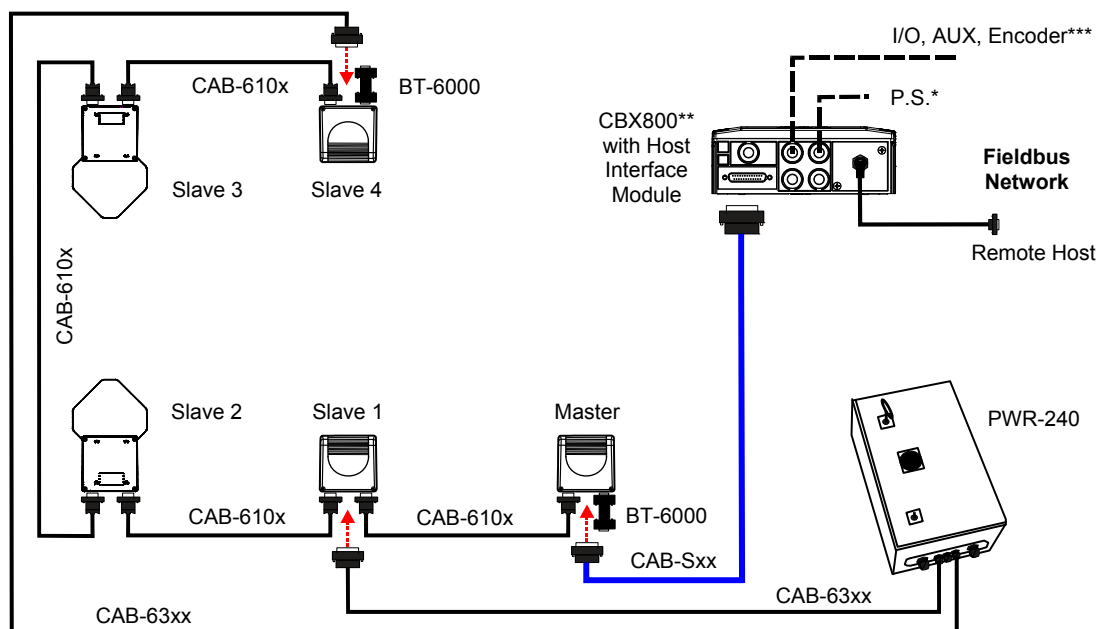 I/O, AUX, Encoder***
CAB-610x
BT-6000
P.S.*
CBX800**
with Host
Interface
Module
Fieldbus
Network
Slave 3
Slave 4
Remote Host
CAB-610x
Slave 2
Slave 1
Master
PWR-240
CAB-610x
CAB-610x
BT-6000
CAB-Sxx
CAB-63xx
CAB-63xx